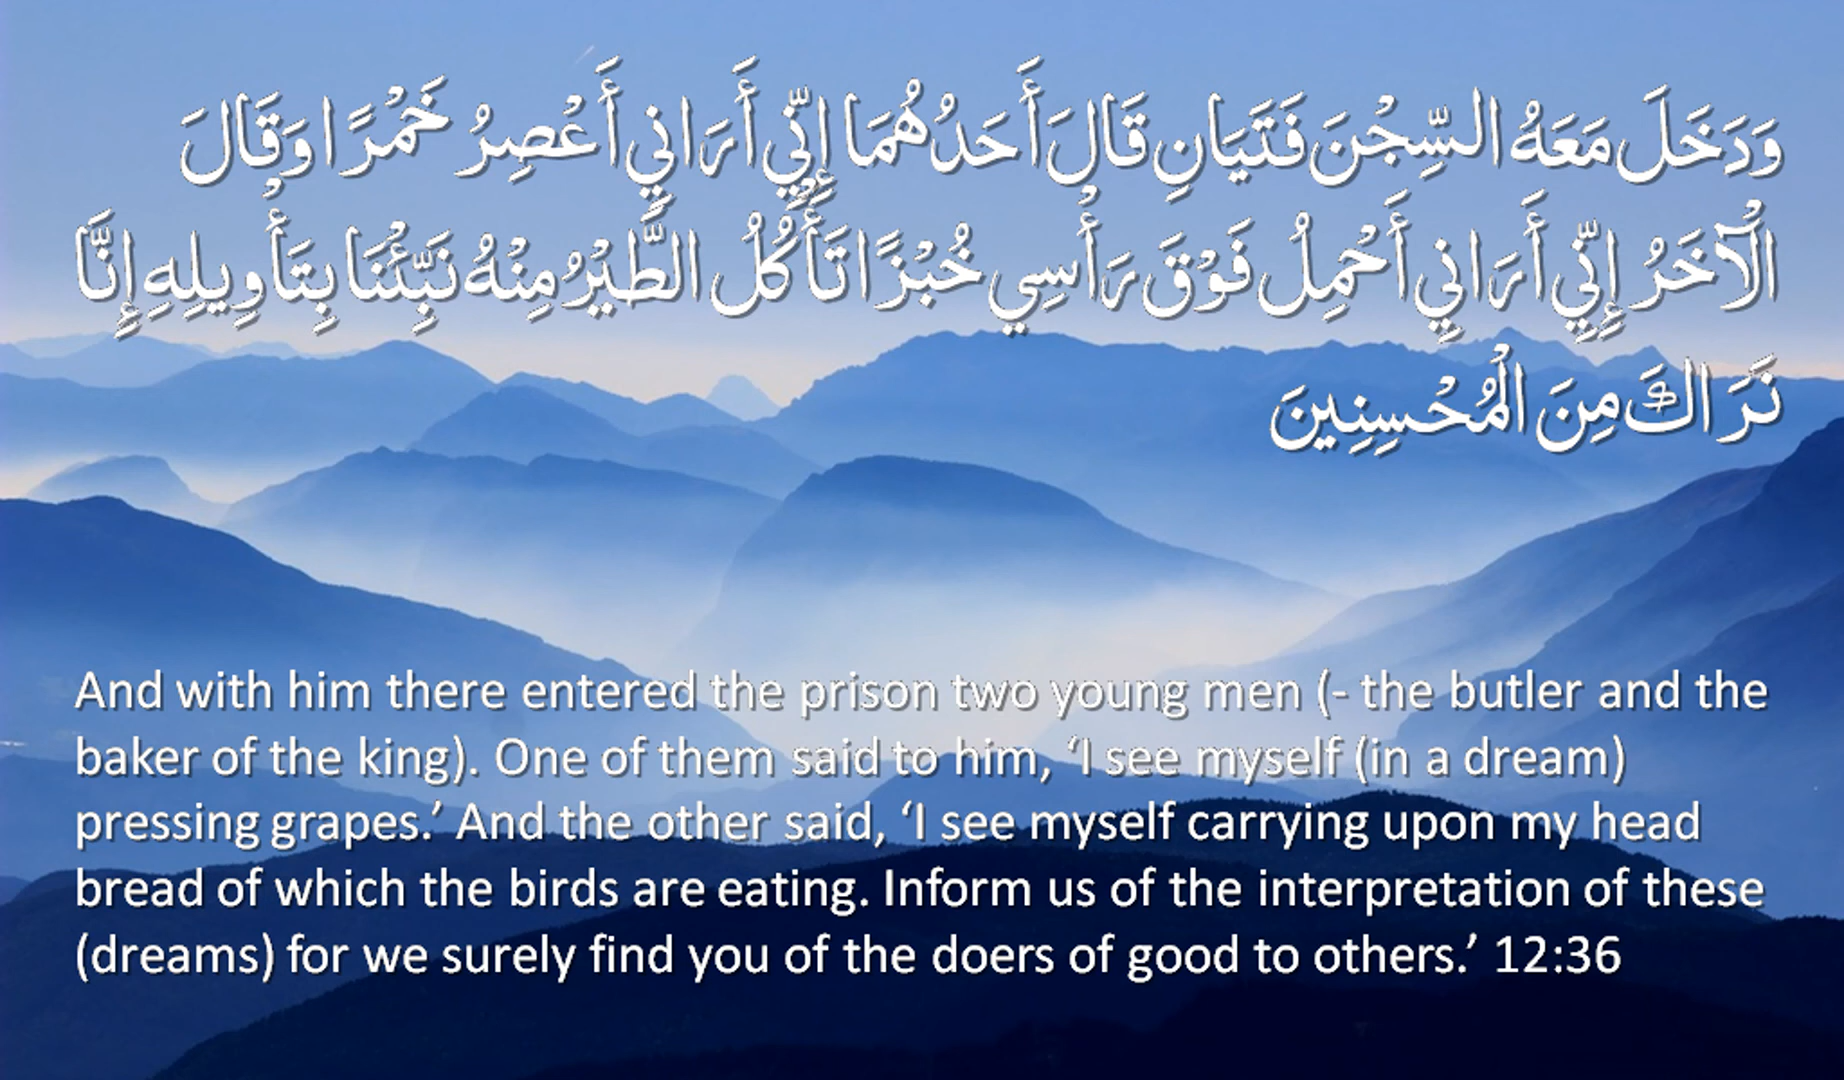 وَدَخَلَ مَعَهُ السِّجْنَ فَتَيَانِ قَالَ أَحَدُهُمَا إِنِّي أَرَانِي أَعْصِرُ خَمْرًا وَقَالَ
الْآخَرُ إِنِّي أَرَانِي أَحْمِلُ فَوْقَ رَأْسِي خُبْزًا تَأْكُلُ الطَّيْرُ مِنْهُ نَبِّئْنَا بِتَأْوِيلِهِ إِنَّا
نَرَاكَ مِنَ الْمُحْسِنِينَ
And with him there entered the prison two young men (- the butler and the
baker of the king). One of them said to him, ‘I see myself (in a dream)
pressing grapes.’ And the other said, ‘I see myself carrying upon my head
bread of which the birds are eating. Inform us of the interpretation of these
(dreams) for we surely find you of the doers of good to others.’ 12:36